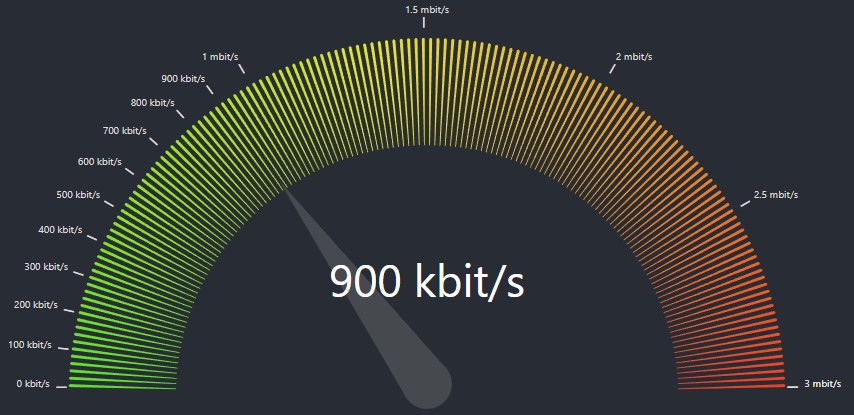 1.5 mbit/s
1 mbit/s
2 mbit/s
900 kbit/s
800 kbit/s
700 kbit/s
600 kbit/s
500 kbit/s
2.5 mbit/s
400 kbit/s
300 kbit/s
900 kbit/s
200 kbit/s
100 kbit/s
0 kbit/s
3 mbit/s